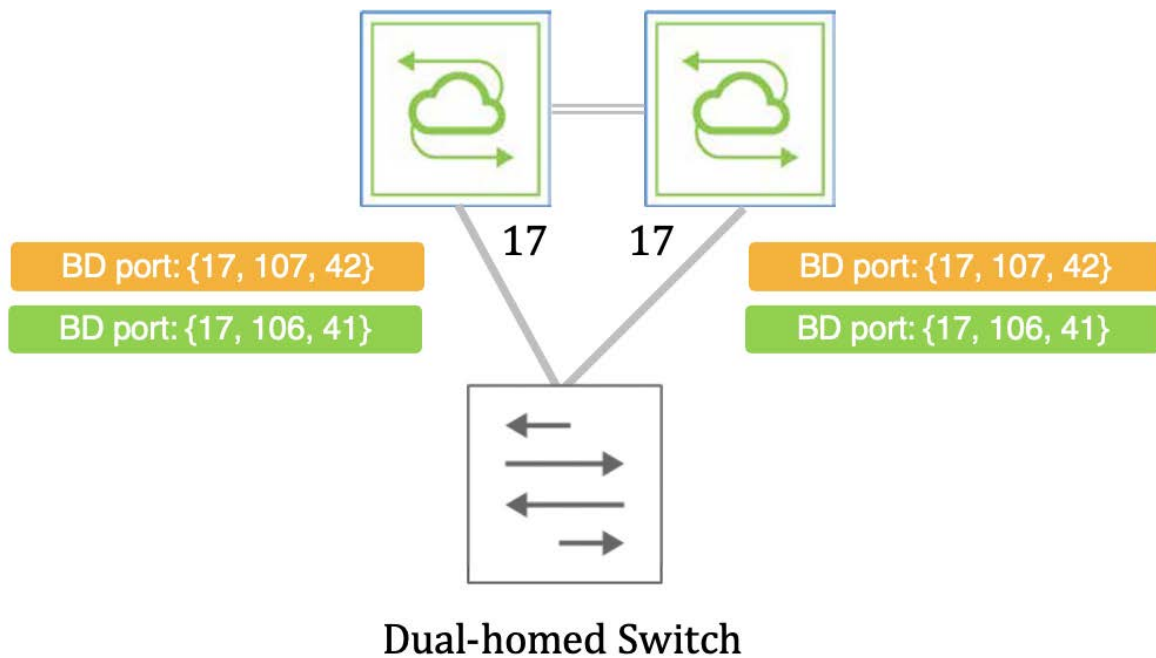 17
17
BD port: {17, 107, 42}
BD port: {17, 107, 42}
BD port: {17, 106, 41}
BD port: {17, 106, 41}
Dual-homed Switch